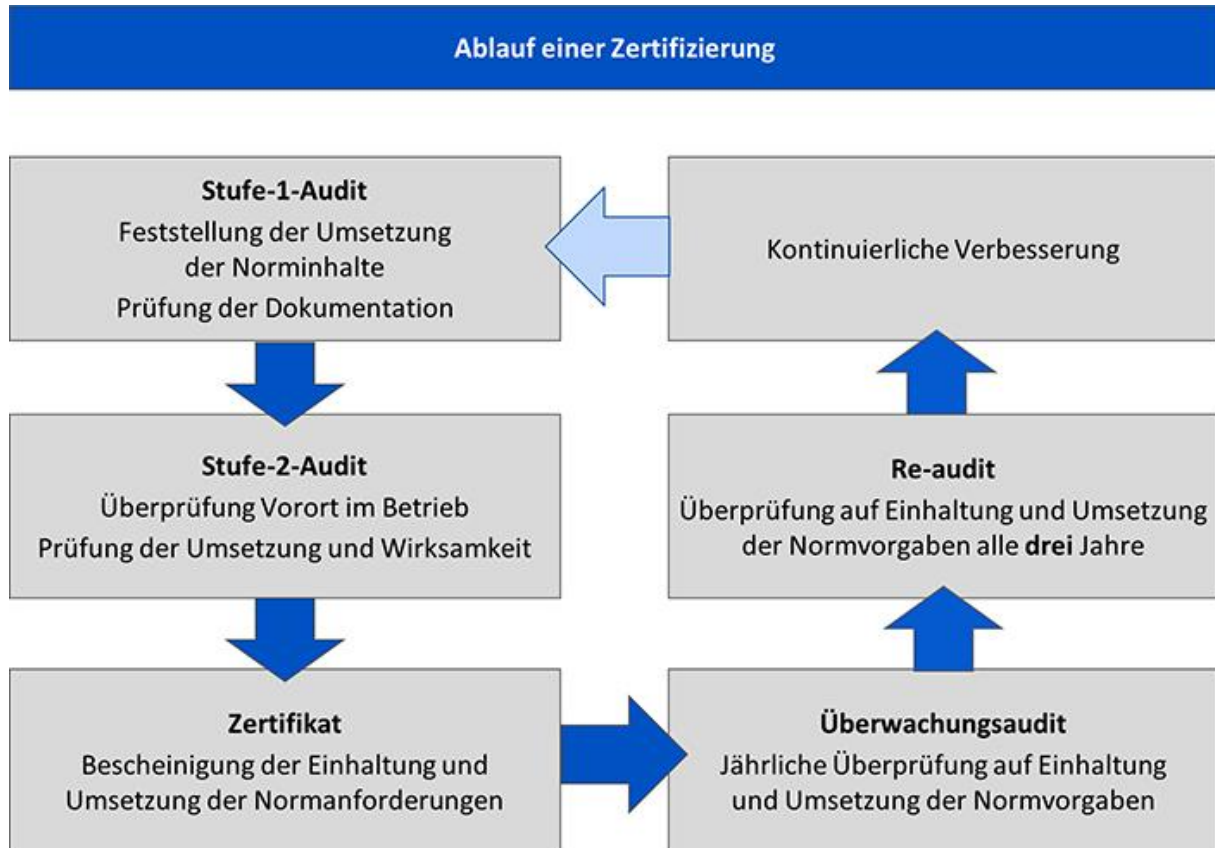 Ablauf einer Zertifizierung
Stufe-1-Audit
Feststellung der Umsetzung
der Norminhalte
Prüfung der Dokumentation
Stufe-2-Audit
Überprüfung Vorort im Betrieb
Prüfung der Umsetzung und Wirksamkeit
Zertifikat
Bescheinigung der Einhaltung und
Umsetzung der Normanforderungen
Überwachungsaudit
Jährliche Überprüfung auf Einhaltung
und Umsetzung der Normvorgaben
Re-audit
Überprüfung auf Einhaltung und Umsetzung
der Normvorgaben alle drei Jahre
Kontinuierliche Verbesserung